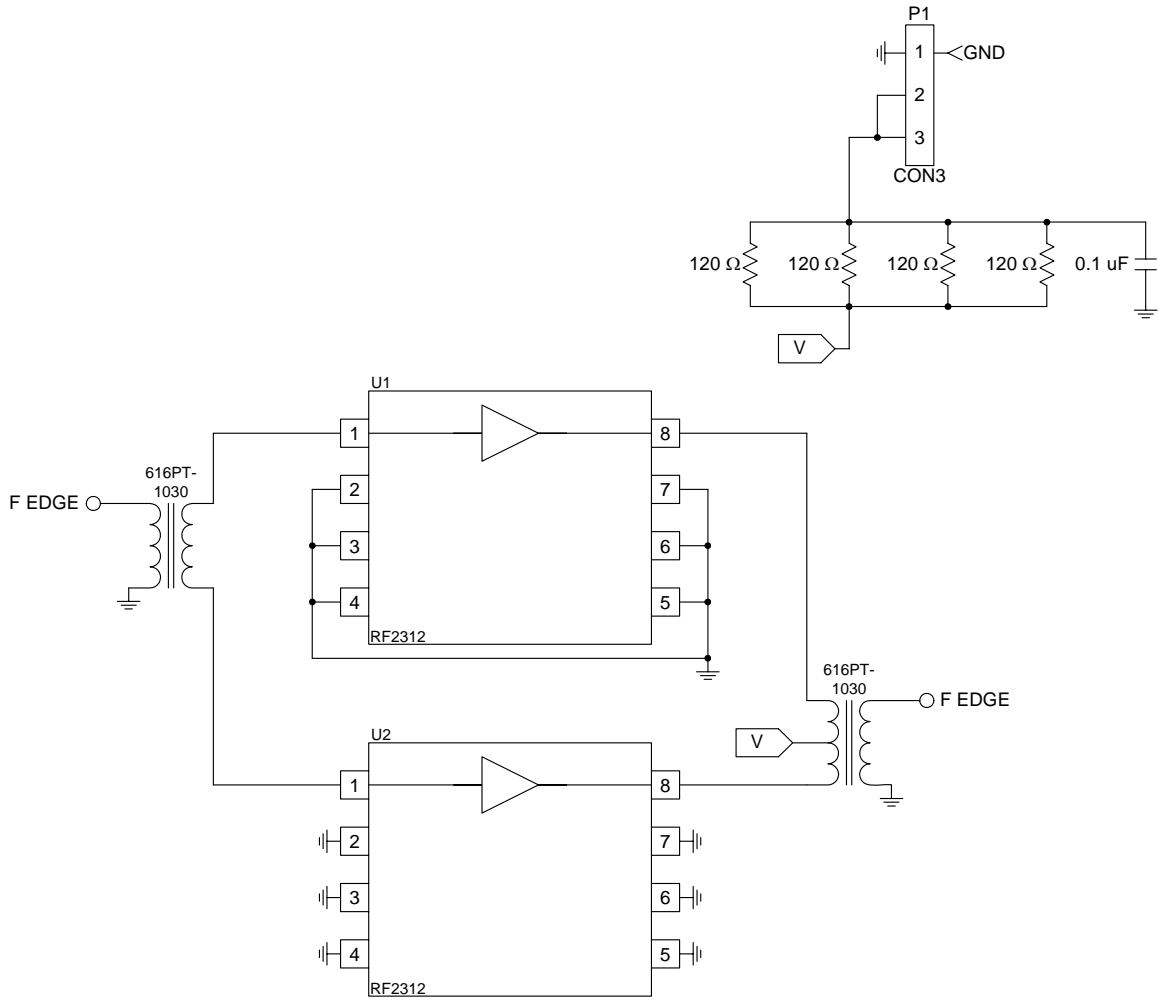 P1
1 GND
2
3
CON3
120 Ω 120 Ω 120 Ω 120 Ω 0.1 uF
V
U1
1 8
2 7
3 6
4 5
RF2312
616PT-
1030
F EDGE
616PT-
1030
F EDGE
V
U2
1 8
2 7
3 6
4 5
RF2312